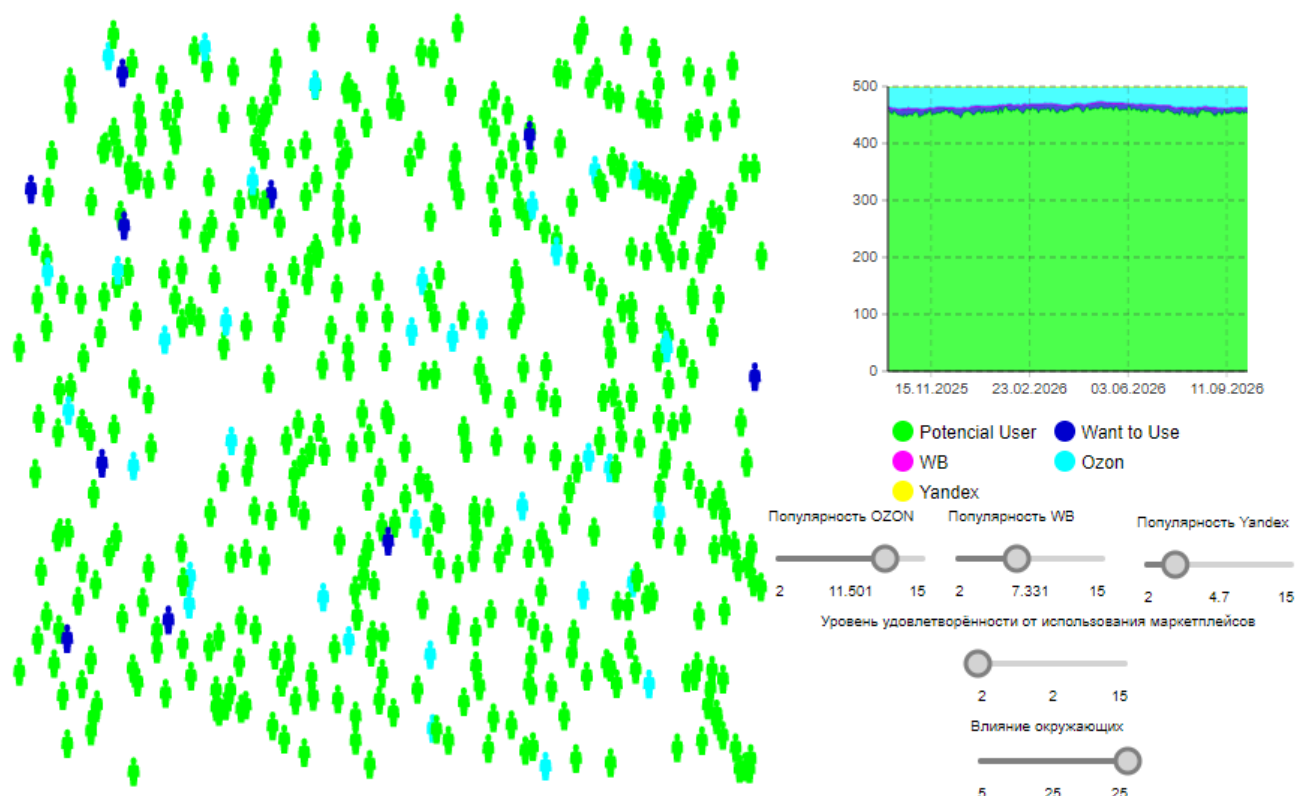 500
400
300
200
100
0
15.11.2025 23.02.2026 03.06.2026 11.09.2026
Potencial User Want to Use
WB Ozon
Yandex
Популярность OZON Популярность WB Популярность Yandex
2 11.501 15 2 7.331 15 2 4.7 15
Уровень удовлетворённости от использования маркетплейсов
2 2 15
Влияние окружающих
5 25 25